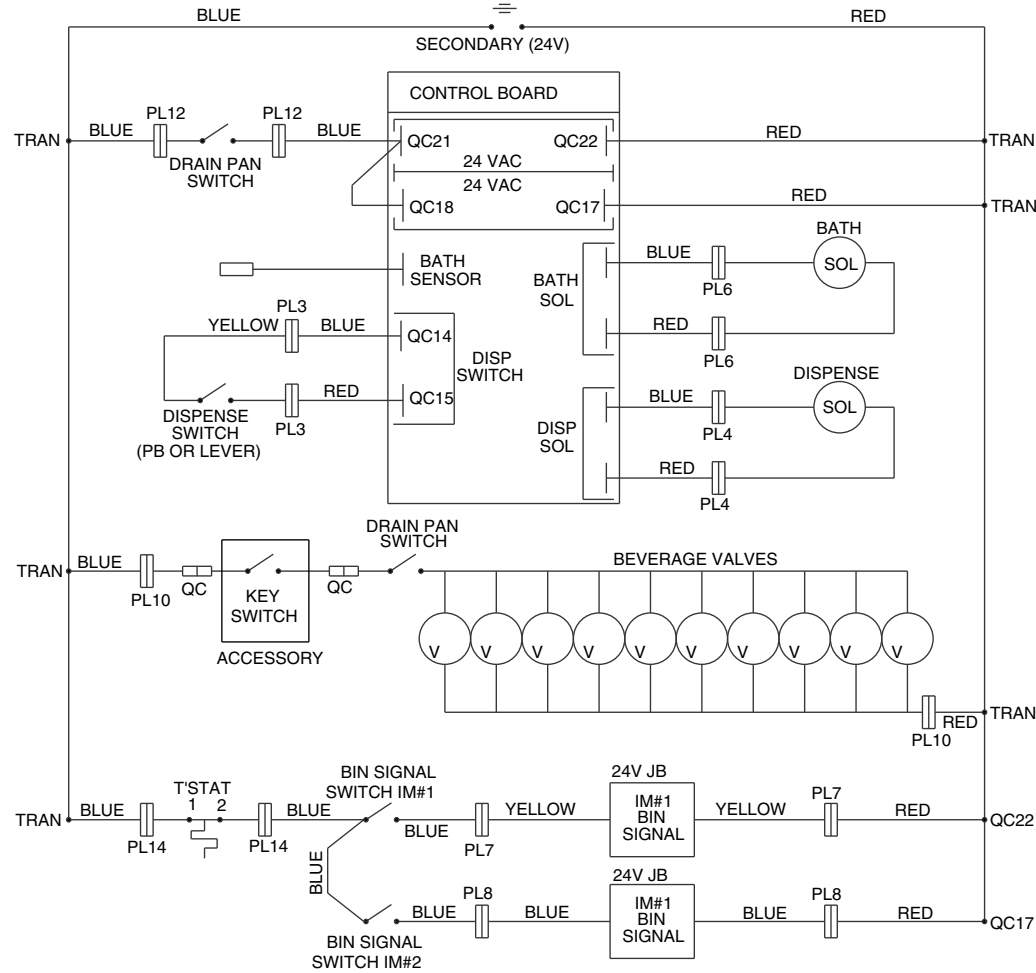 BLUE
RED
SECONDARY (24V)
CONTROL BOARD
PL12
PL12
TRAN
BLUE
BLUE
QC21
QC22
RED
TRAN
DRAIN PAN
SWITCH
24 VAC
24 VAC
QC18
QC17
RED
TRAN
BATH
SOL
BATH
SENSOR
BATH
SOL
BLUE
PL6
RED
PL6
PL3
YELLOW
BLUE
QC14
DISP
SWITCH
RED
QC15
PL3
DISPENSE
SWITCH
(PB OR LEVER)
DISPENSE
SOL
DISP
SOL
BLUE
PL4
RED
PL4
DRAIN PAN
SWITCH
TRAN
BLUE
PL10
QC
KEY
SWITCH
QC
ACCESSORY
BEVERAGE VALVES
V V V V V V V V V V
TRAN
RED
PL10
BIN SIGNAL
SWITCH IM#1
24V JB
T'STAT
1 2
TRAN
BLUE
PL14
PL14
BLUE
BLUE
PL7
YELLOW
IM#1
BIN
SIGNAL
YELLOW
PL7
RED
QC22
BLUE
24V JB
BLUE
PL8
BLUE
IM#1
BIN
SIGNAL
BLUE
PL8
RED
QC17
BIN SIGNAL
SWITCH IM#2